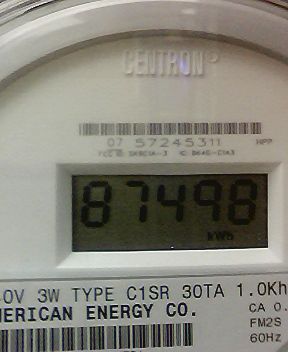 CENTRON®
07 57245311 HPP
87498
KWh
0V 3W TYPE C1SR 30TA 1.0Kh
MERICAN ENERGY CO.
CA 0.
FM2S
60Hz